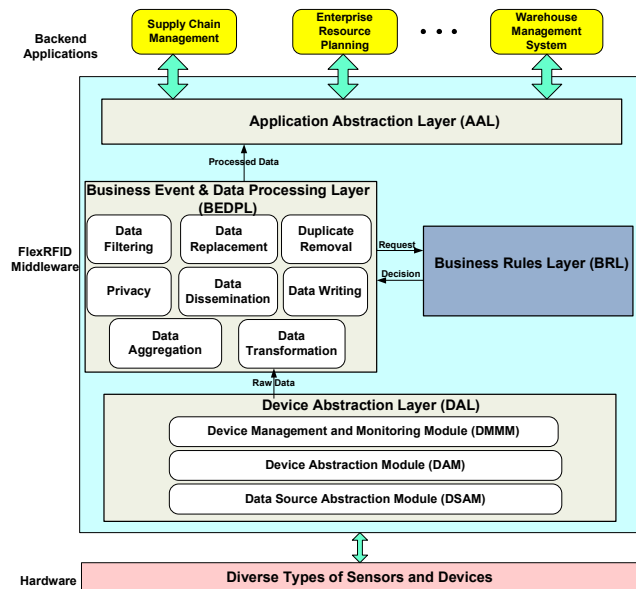 Backend
Applications
Supply Chain
Management
Enterprise
Resource
Planning
• • •
Warehouse
Management
System
Application Abstraction Layer (AAL)
Processed Data
FlexRFID
Middleware
Business Event & Data Processing Layer
(BEDPL)
Data
Filtering
Data
Replacement
Duplicate
Removal
Privacy
Data
Dissemination
Data Writing
Data
Aggregation
Data
Transformation
Request
Decision
Business Rules Layer (BRL)
Raw Data
Device Abstraction Layer (DAL)
Device Management and Monitoring Module (DMMM)
Device Abstraction Module (DAM)
Data Source Abstraction Module (DSAM)
Hardware
Diverse Types of Sensors and Devices